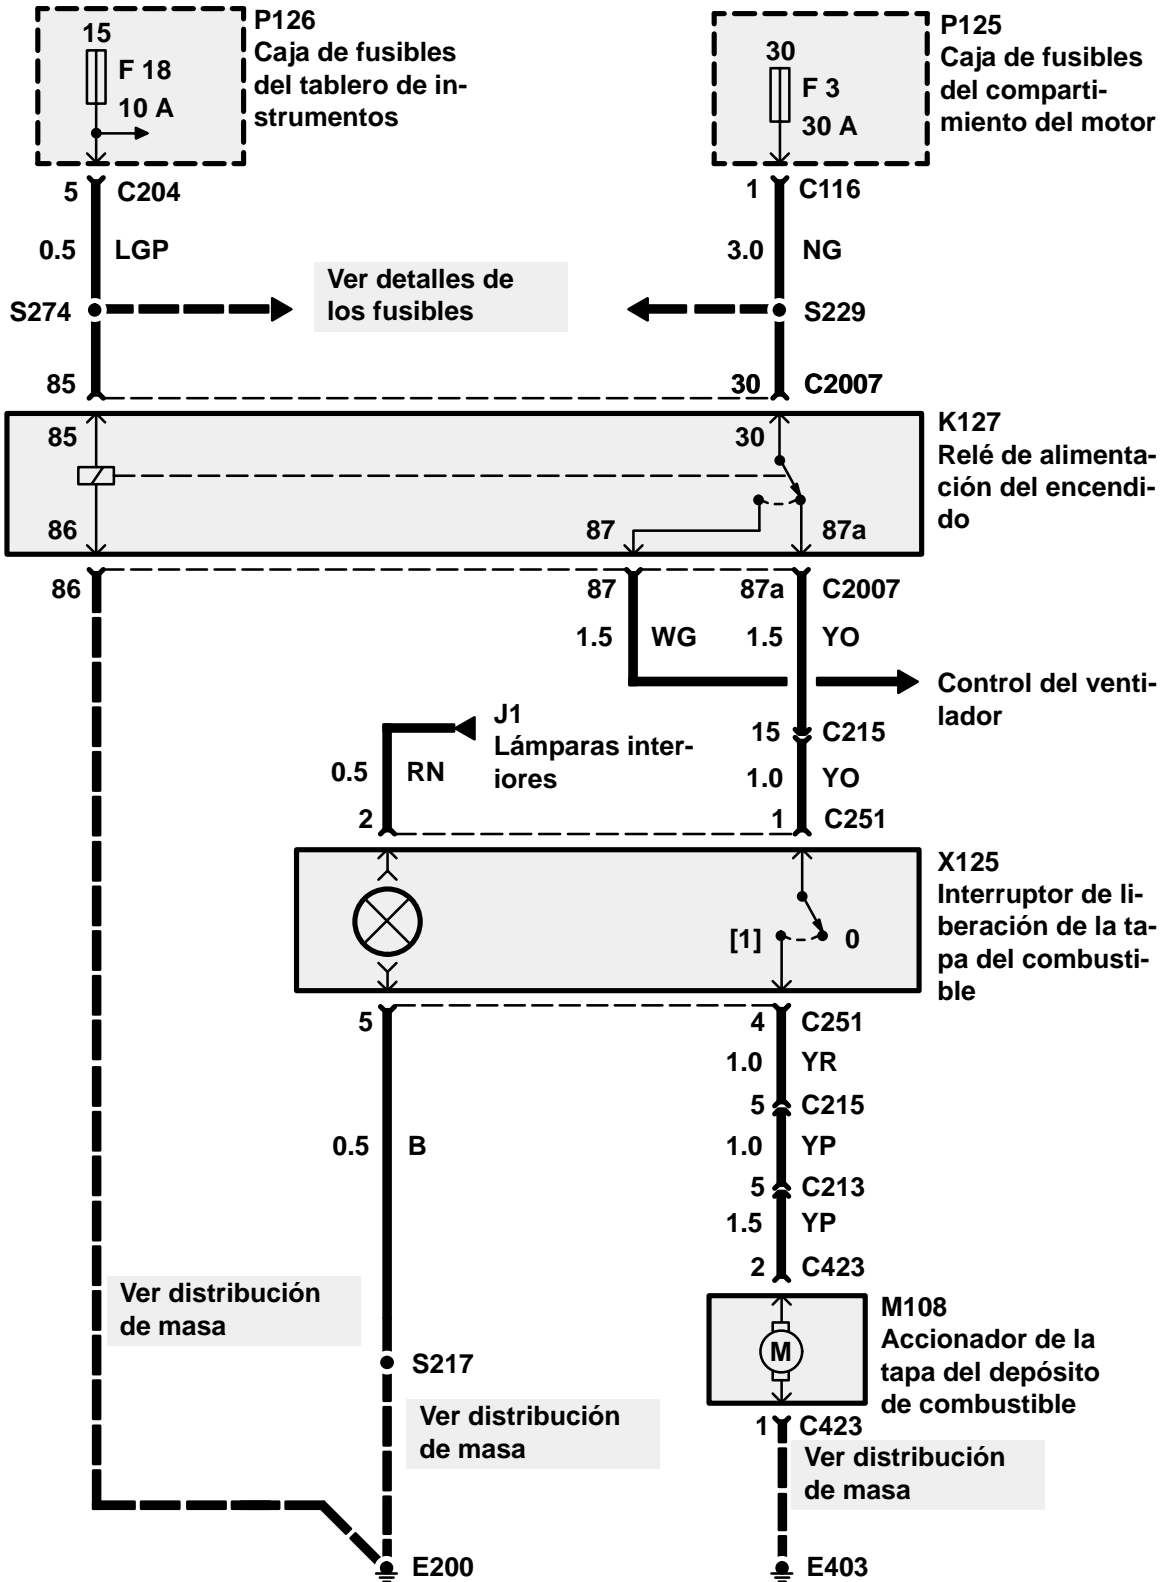 P126
Caja de fusibles
del tablero de in-
strumentos
15
F 18
10 A
P125
Caja de fusibles
del comparti-
miento del motor
30
F 3
30 A
5 C204
1 C116
0.5 LGP
3.0 NG
Ver detalles de
los fusibles
S274
S229
85
30 C2007
85
30
86
87
87a
K127
Relé de alimenta-
ción del encendi-
do
86
87
87a C2007
1.5 WG
1.5 YO
Control del venti-
lador
J1
Lámparas inter-
iores
15 C215
0.5 RN
1.0 YO
2
1 C251
X125
Interruptor de li-
beración de la ta-
pa del combusti-
ble
[1]
0
5
4 C251
1.0 YR
5 C215
0.5 B
1.0 YP
5 C213
1.5 YP
2 C423
Ver distribución
de masa
M108
Accionador de la
tapa del depósito
de combustible
M
S217
1 C423
Ver distribución
de masa
Ver distribución
de masa
E200
E403